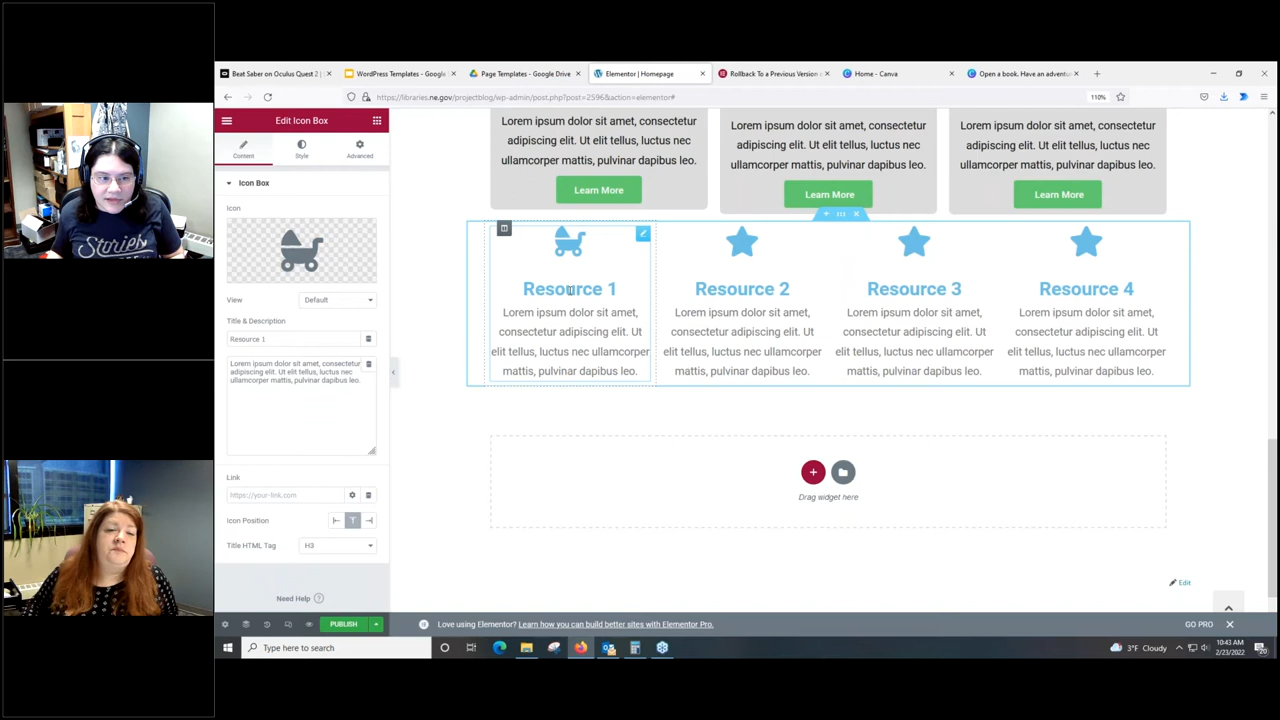 Beat Saber on Oculus Quest 2 |
WordPress Templates - Google
Page Templates - Google Drive
Elementor | Homepage
Rollback To a Previous Version
Home - Canva
Open a book. Have an adventu
https://libraries.ne.gov/projectblog/wp-admin/post.php?post=2596&action=elementor#
110%
Edit Icon Box
Content
Style
Advanced
Icon Box
Icon
View
Default
Title & Description
Resource 1
Lorem ipsum dolor sit amet, consectetur
adipiscing elit. Ut elit tellus, luctus nec
ullamcorper mattis, pulvinar dapibus leo.
Link
https://your-link.com
Icon Position
Title HTML Tag
H3
Need Help
PUBLISH
Lorem ipsum dolor sit amet, consectetur
adipiscing elit. Ut elit tellus, luctus nec
ullamcorper mattis, pulvinar dapibus leo.
Learn More
Lorem ipsum dolor sit amet, consectetur
adipiscing elit. Ut elit tellus, luctus nec
ullamcorper mattis, pulvinar dapibus leo.
Learn More
Lorem ipsum dolor sit amet, consectetur
adipiscing elit. Ut elit tellus, luctus nec
ullamcorper mattis, pulvinar dapibus leo.
Learn More
Resource 1
Lorem ipsum dolor sit amet,
consectetur adipiscing elit. Ut
elit tellus, luctus nec ullamcorper
mattis, pulvinar dapibus leo.
Resource 2
Lorem ipsum dolor sit amet,
consectetur adipiscing elit. Ut
elit tellus, luctus nec ullamcorper
mattis, pulvinar dapibus leo.
Resource 3
Lorem ipsum dolor sit amet,
consectetur adipiscing elit. Ut
elit tellus, luctus nec ullamcorper
mattis, pulvinar dapibus leo.
Resource 4
Lorem ipsum dolor sit amet,
consectetur adipiscing elit. Ut
elit tellus, luctus nec ullamcorper
mattis, pulvinar dapibus leo.
Drag widget here
Edit
Love using Elementor? Learn how you can build better sites with Elementor Pro.
GO PRO
Type here to search
3°F Cloudy
10:43 AM
2/23/2022